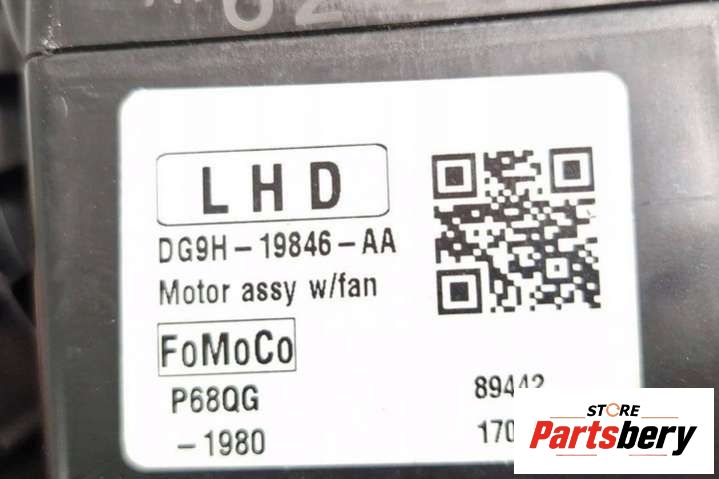 LHD
DG9H-19846-AA
Motor assy w/fan
FoMoCo
P68QG
-1980
STORE
Partsbery